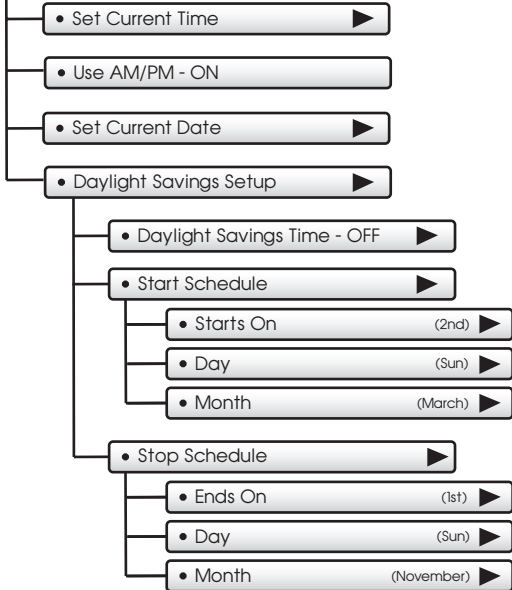 • Set Current Time
• Use AM/PM - ON
• Set Current Date
• Daylight Savings Setup
• Daylight Savings Time - OFF
• Start Schedule
• Starts On (2nd)
• Day (Sun)
• Month (March)
• Stop Schedule
• Ends On (1st)
• Day (Sun)
• Month (November)